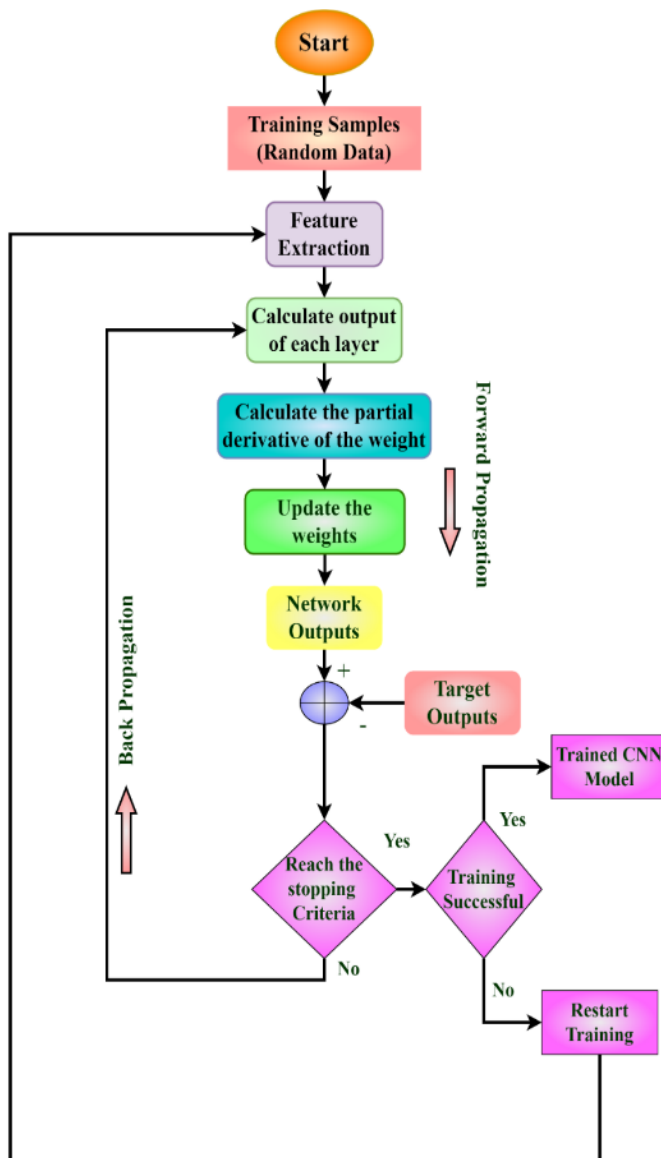 Start
Training Samples
(Random Data)
Feature
Extraction
Calculate output
of each layer
Calculate the partial
derivative of the weight
Forward Propagation
Update the
weights
Network
Outputs
Back Propagation
+
-
Target
Outputs
Trained CNN
Model
Yes
Yes
Reach the
stopping
Criteria
Training
Successful
No
No
Restart
Training